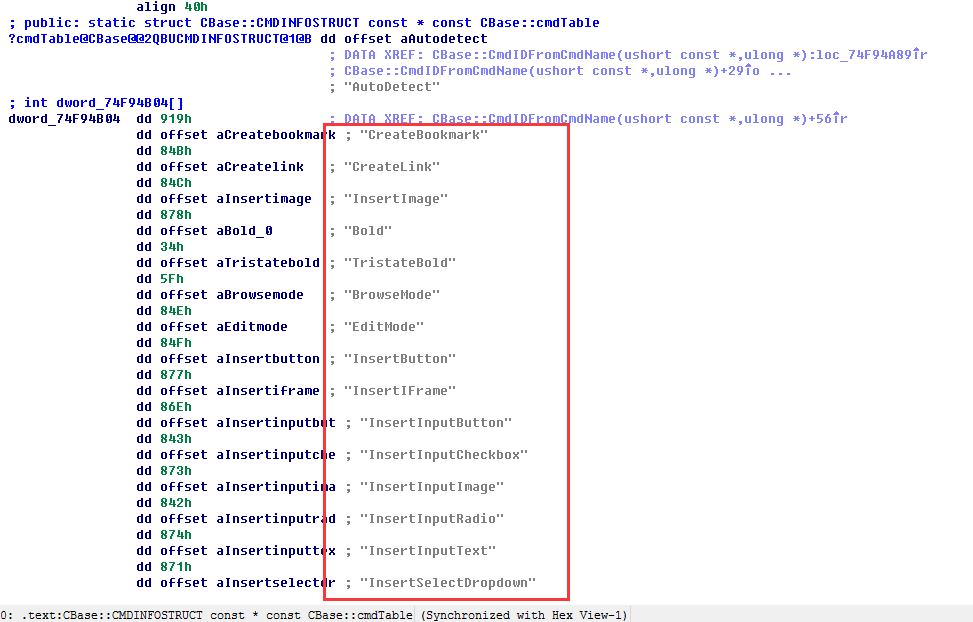 align 40h
; public: static struct CBase::CMDINFOSTRUCT const * const CBase::cmdTable
?cmdTable@CBase@@2QBUCMDINFOSTRUCT@1@B dd offset aAutodetect
; DATA XREF: CBase::CmdIDFromCmdName(ushort const *,ulong *):loc_74F94A89↑r
; CBase::CmdIDFromCmdName(ushort const *,ulong *)+29↑o ...
; "AutoDetect"
; int dword_74F94B04[]
dword_74F94B04 dd 919h ; DATA XREF: CBase::CmdIDFromCmdName(ushort const *,ulong *)+56↑r
dd offset aCreatebookmark ; "CreateBookmark"
dd 84Bh
dd offset aCreatelink ; "CreateLink"
dd 84Ch
dd offset aInsertimage ; "InsertImage"
dd 878h
dd offset aBold_0 ; "Bold"
dd 34h
dd offset aTristatebold ; "TristateBold"
dd 5Fh
dd offset aBrowsemode ; "BrowseMode"
dd 84Eh
dd offset aEditmode ; "EditMode"
dd 84Fh
dd offset aInsertbutton ; "InsertButton"
dd 877h
dd offset aInsertiframe ; "InsertIFrame"
dd 86Eh
dd offset aInsertinputbut ; "InsertInputButton"
dd 843h
dd offset aInsertinputche ; "InsertInputCheckbox"
dd 873h
dd offset aInsertinputima ; "InsertInputImage"
dd 842h
dd offset aInsertinputrad ; "InsertInputRadio"
dd 874h
dd offset aInsertinputtex ; "InsertInputText"
dd 871h
dd offset aInsertselectdr ; "InsertSelectDropdown"
0: .text:CBase::CMDINFOSTRUCT const * const CBase::cmdTable (Synchronized with Hex View-1)